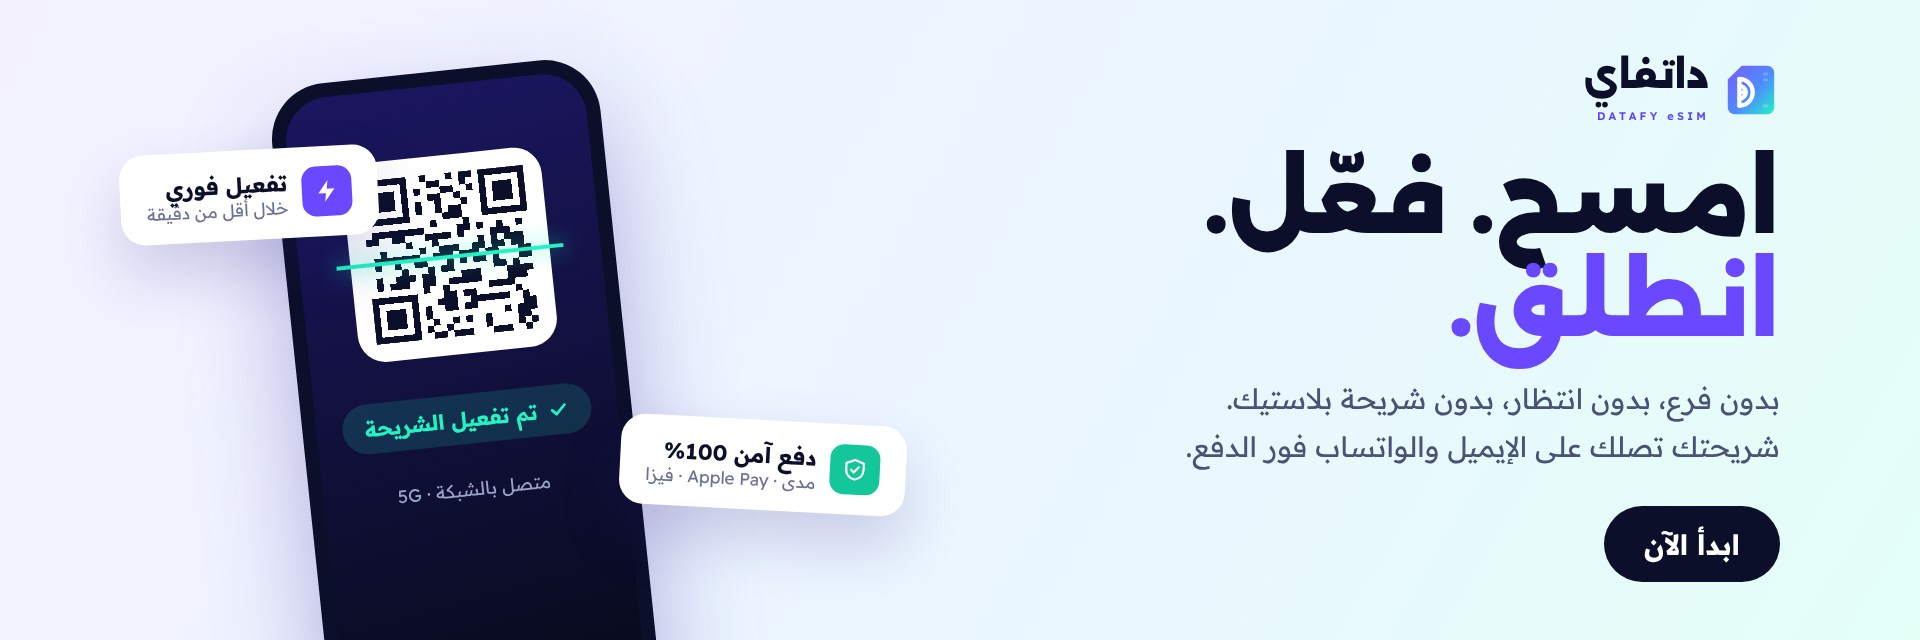 داتفاي
DATAFY eSIM
امسح. فعّل.
انطلق.
بدون فرع، بدون انتظار، بدون شريحة بلاستيك.
شريحتك تصلك على الإيميل والواتساب فور الدفع.
ابدأ الآن
تفعيل فوري
خلال أقل من دقيقة
تم تفعيل الشريحة
متصل بالشبكة · 5G
دفع آمن 100%
مدى · Apple Pay · فيزا